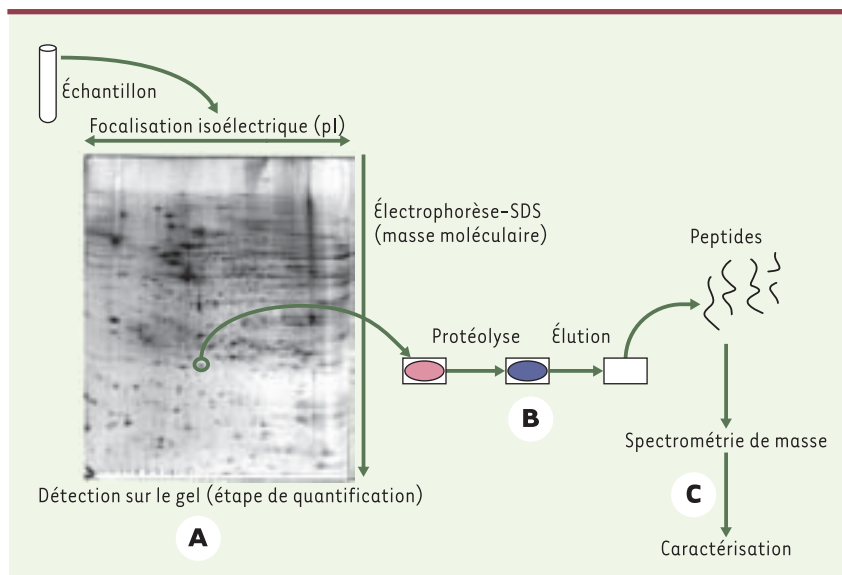 Échantillon
Focalisation isoélectrique (pI)
Électrophorèse-SDS
(masse moléculaire)
Peptides
Protéolyse
Élution
B
Spectrométrie de masse
C
Détection sur le gel (étape de quantification)
A
Caractérisation